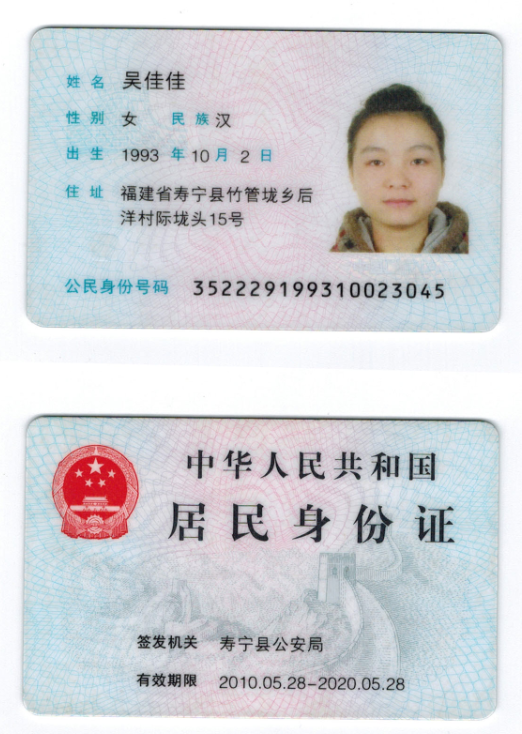 姓名 吴佳佳
性别 女 民族 汉
出生 1993 年 10 月 2 日
住址 福建省寿宁县竹管垅乡后
洋村际垅头15号
公民身份号码 352229199310023045
中华人民共和国
居民身份证
签发机关 寿宁县公安局
有效期限 2010.05.28-2020.05.28